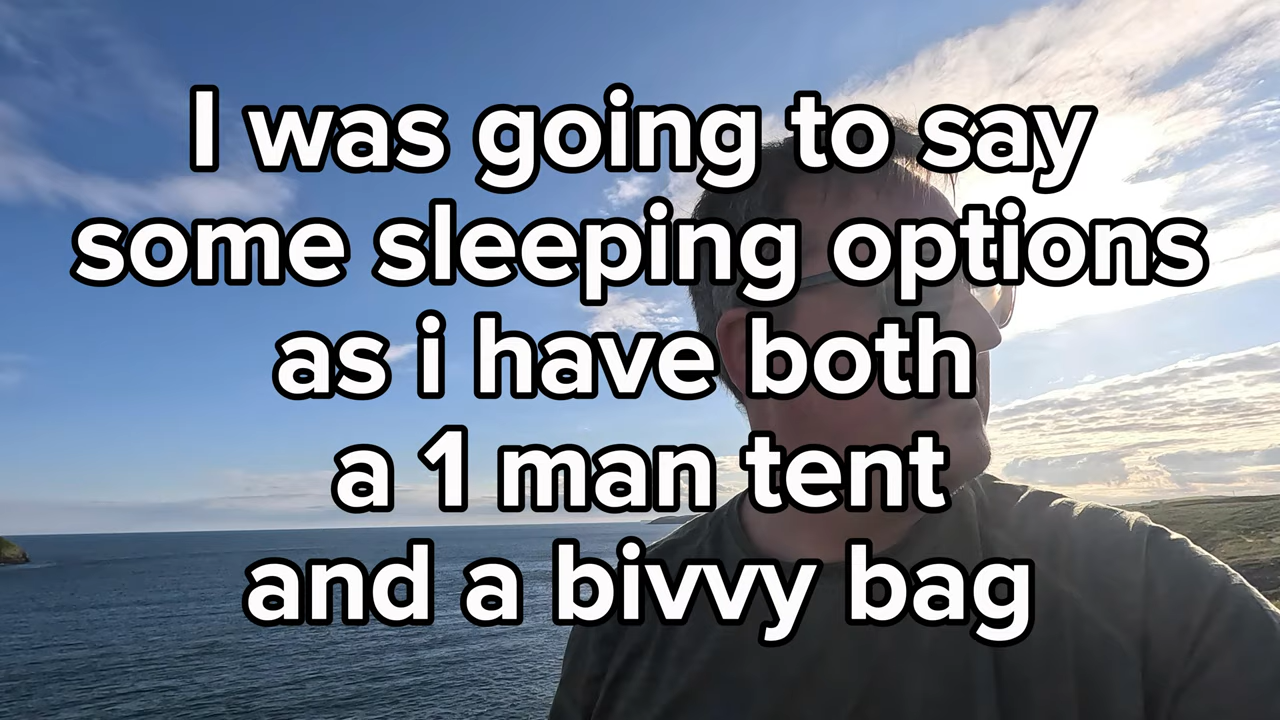 I was going to say
some sleeping options
as i have both
a 1 man tent
and a bivvy bag